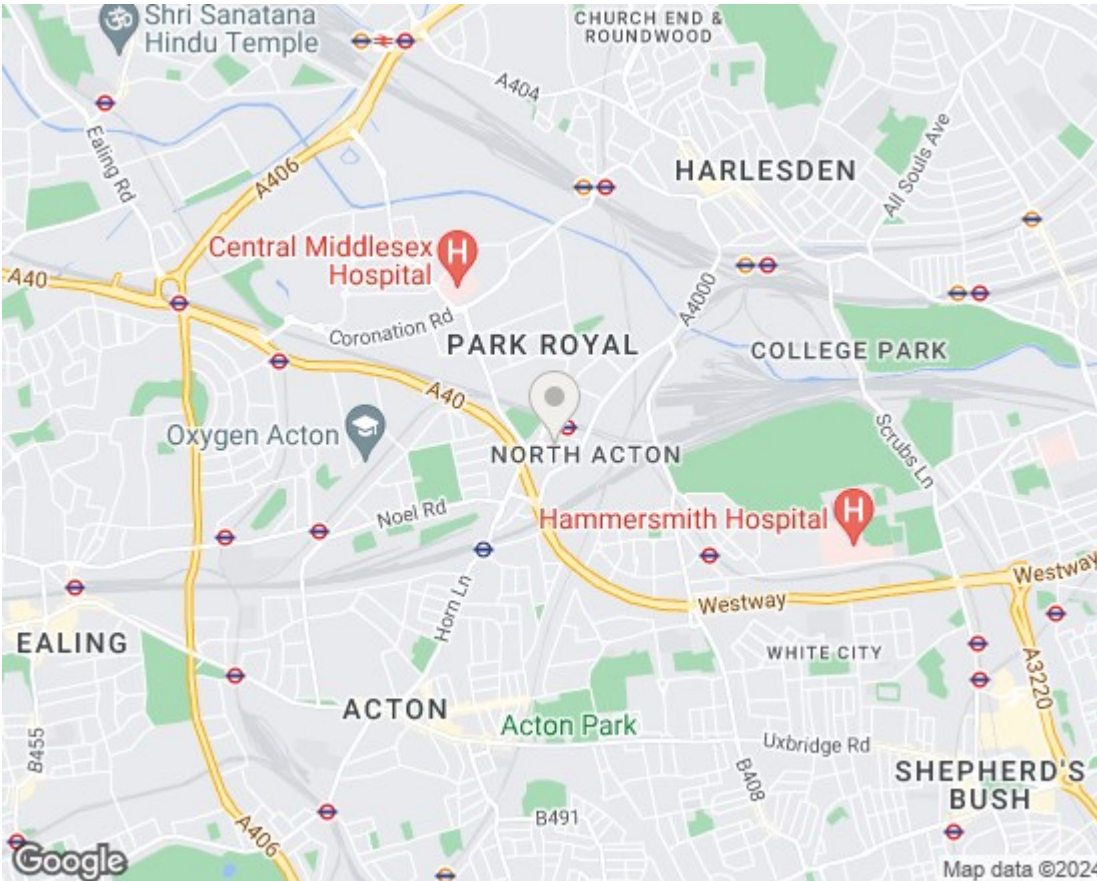 Shri Sanatana
Hindu Temple
CHURCH END &
ROUNDWOOD
A404
Ealing Rd
A406
HARLESDEN
All Souls Ave
Central Middlesex
Hospital
H
A40
Coronation Rd
A4000
PARK ROYAL
COLLEGE PARK
A40
Oxygen Acton
NORTH ACTON
Scrubs Ln
Noel Rd
Hammersmith Hospital
H
Horn Ln
Westway
Westway
EALING
WHITE CITY
A3220
ACTON
Acton Park
B455
Uxbridge Rd
B408
SHEPHERD'S
BUSH
B491
A406
Google
Map data ©2024